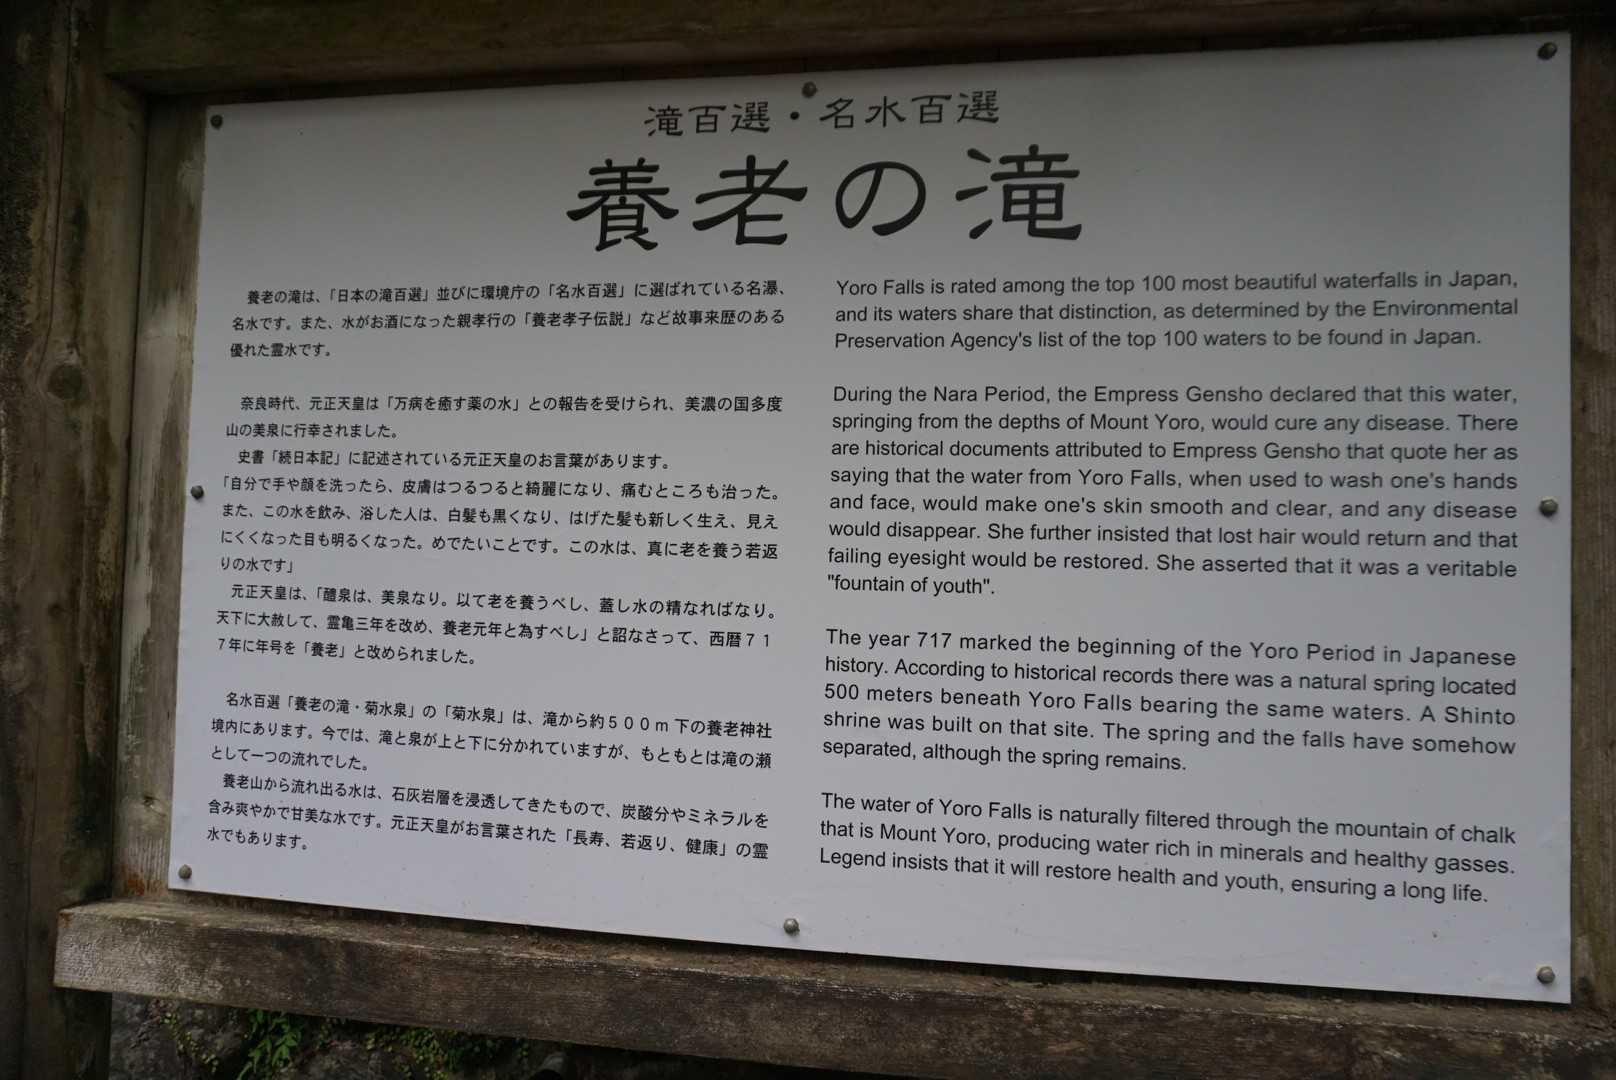 滝百選・名水百選
養老の滝
養老の滝は、「日本の滝百選」並びに環境庁の「名水百選」に選ばれている名瀑、
名水です。また、水がお酒になった親孝行の「養老孝子伝説」など故事来歴のある
優れた霊水です。
奈良時代、元正天皇は「万病を癒す薬の水」との報告を受けられ、美濃の国多度
山の美泉に行幸されました。
史書「続日本記」に記述されている元正天皇のお言葉があります。
「自分で手や顔を洗ったら、皮膚はつるつると綺麗になり、痛むところも治った。
また、この水を飲み、浴した人は、白髪も黒くなり、はげた髪も新しく生え、見え
にくくなった目も明るくなった。めでたいことです。この水は、真に老を養う若返
りの水です」
元正天皇は、「醴泉は、美泉なり。以て老を養うべし、蓋し水の精なればなり。
天下に大赦して、霊亀三年を改め、養老元年と為すべし」と詔なさって、西暦７１
７年に年号を「養老」と改められました。
名水百選「養老の滝・菊水泉」の「菊水泉」は、滝から約５００ｍ下の養老神社
境内にあります。今では、滝と泉が上と下に分かれていますが、もともとは滝の瀬
として一つの流れでした。
養老山から流れ出る水は、石灰岩層を浸透してきたもので、炭酸分やミネラルを
含み爽やかで甘美な水です。元正天皇がお言葉された「長寿、若返り、健康」の霊
水でもあります。
Yoro Falls is rated among the top 100 most beautiful waterfalls in Japan,
and its waters share that distinction, as determined by the Environmental
Preservation Agency's list of the top 100 waters to be found in Japan.
During the Nara Period, the Empress Gensho declared that this water,
springing from the depths of Mount Yoro, would cure any disease. There
are historical documents attributed to Empress Gensho that quote her as
saying that the water from Yoro Falls, when used to wash one's hands
and face, would make one's skin smooth and clear, and any disease
would disappear. She further insisted that lost hair would return and that
failing eyesight would be restored. She asserted that it was a veritable
"fountain of youth".
The year 717 marked the beginning of the Yoro Period in Japanese
history. According to historical records there was a natural spring located
500 meters beneath Yoro Falls bearing the same waters. A Shinto
shrine was built on that site. The spring and the falls have somehow
separated, although the spring remains.
The water of Yoro Falls is naturally filtered through the mountain of chalk
that is Mount Yoro, producing water rich in minerals and healthy gasses.
Legend insists that it will restore health and youth, ensuring a long life.